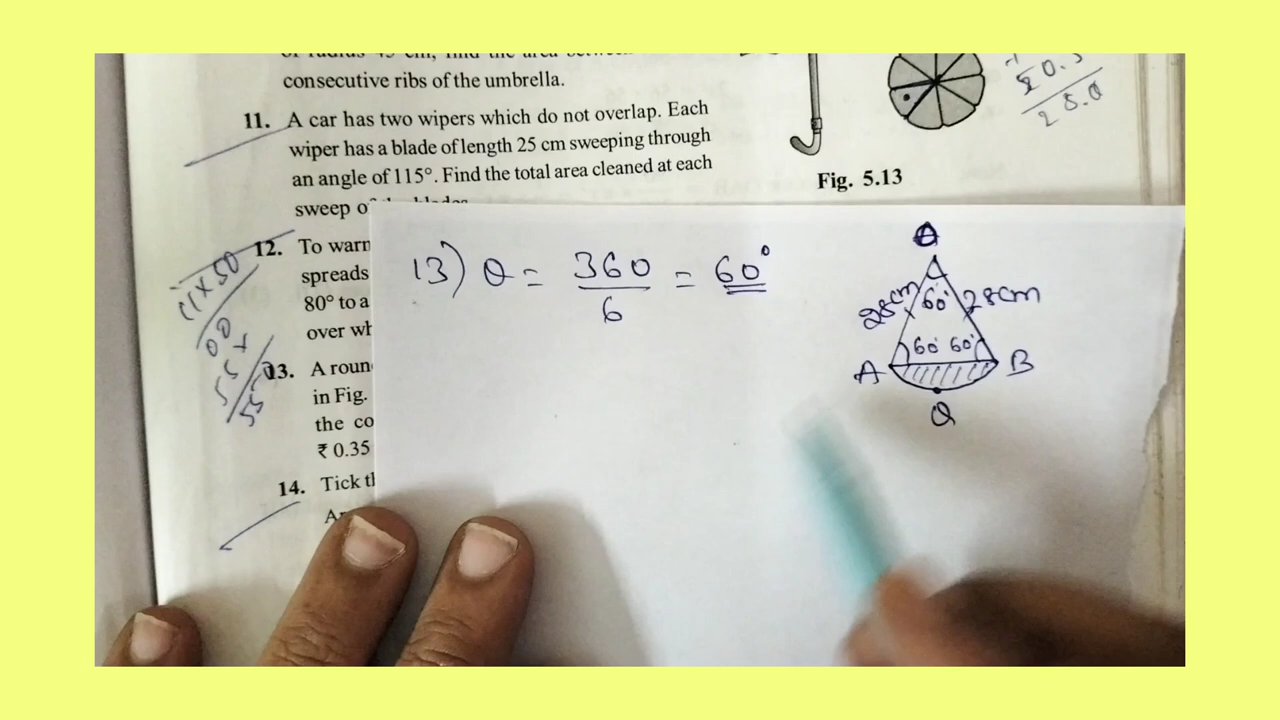 consecutive ribs of the umbrella.
11. A car has two wipers which do not overlap. Each
wiper has a blade of length 25 cm sweeping through
an angle of 115°. Find the total area cleaned at each
sweep of the blades.
Fig. 5.13
12. To warn
spreads
80° to a
over wh
13. A roun
in Fig.
the co
₹ 0.35
14. Tick th
13) θ = 360/6 = 60°
28cm 60° 28cm
60° 60°
A B
Q